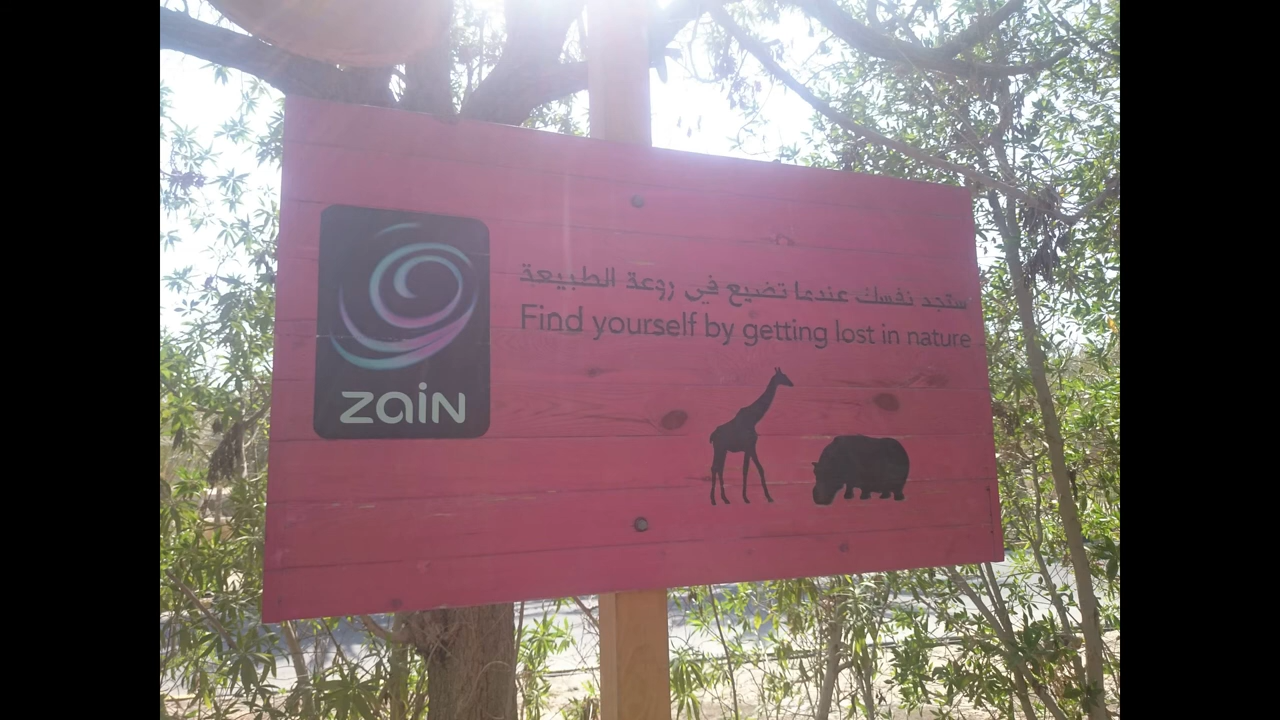 zain
ستجد نفسك عندما تضيع في روعة الطبيعة
Find yourself by getting lost in nature